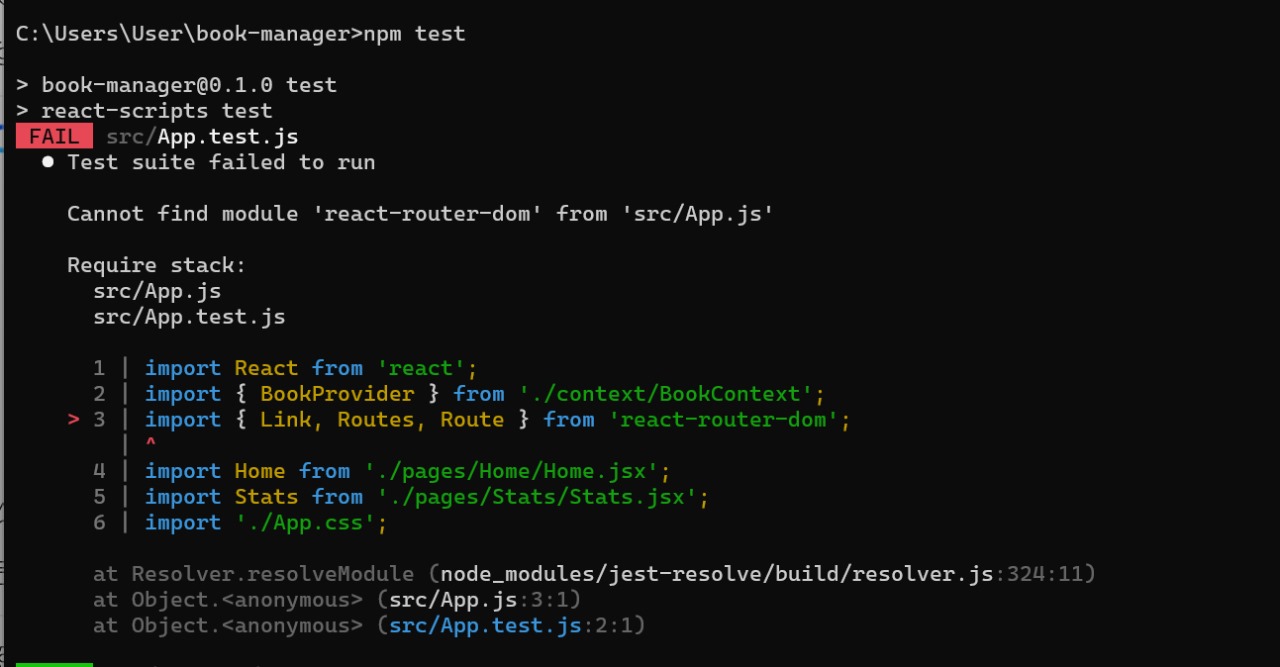 C:\Users\User\book-manager>npm test
> book-manager@0.1.0 test
> react-scripts test
FAIL src/App.test.js
● Test suite failed to run
Cannot find module 'react-router-dom' from 'src/App.js'
Require stack:
src/App.js
src/App.test.js
1 | import React from 'react';
2 | import { BookProvider } from './context/BookContext';
> 3 | import { Link, Routes, Route } from 'react-router-dom';
| ^
4 | import Home from './pages/Home/Home.jsx';
5 | import Stats from './pages/Stats/Stats.jsx';
6 | import './App.css';
at Resolver.resolveModule (node_modules/jest-resolve/build/resolver.js:324:11)
at Object.<anonymous> (src/App.js:3:1)
at Object.<anonymous> (src/App.test.js:2:1)